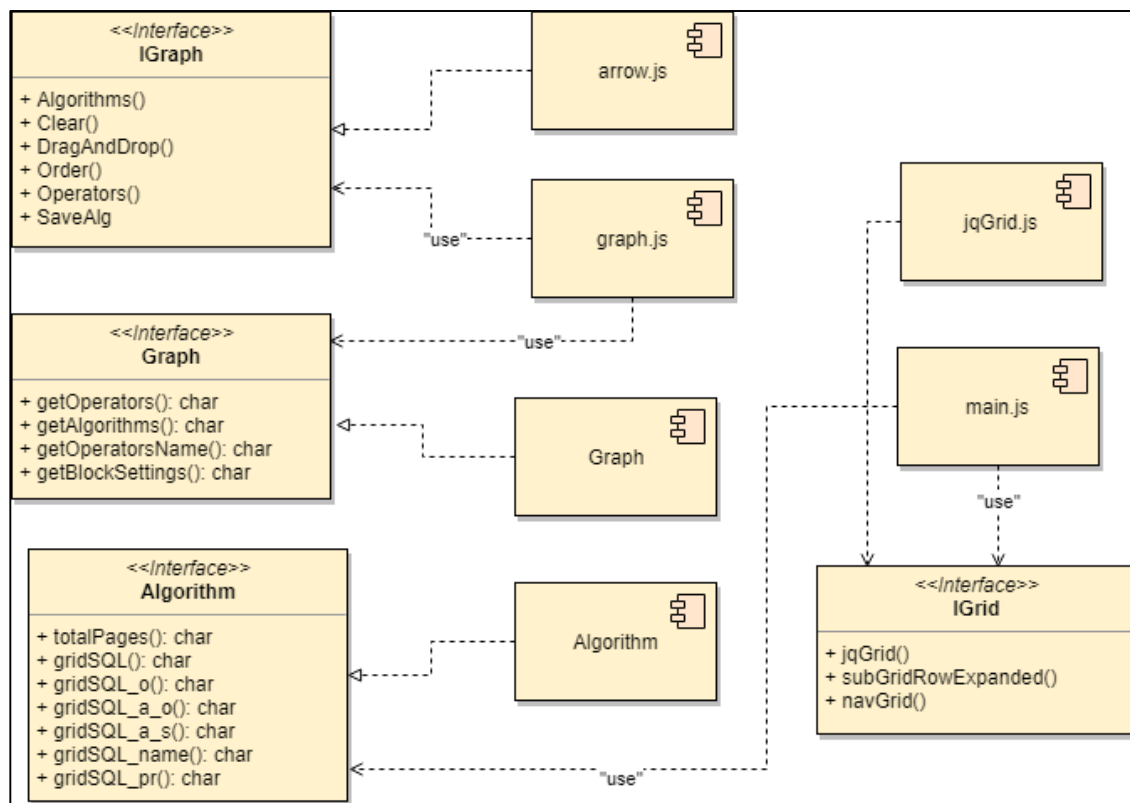 <<Interface>>
IGraph
+ Algorithms()
+ Clear()
+ DragAndDrop()
+ Order()
+ Operators()
+ SaveAlg
arrow.js
graph.js
"use"
jqGrid.js
<<Interface>>
Graph
+ getOperators(): char
+ getAlgorithms(): char
+ getOperatorsName(): char
+ getBlockSettings(): char
"use"
Graph
main.js
"use"
<<Interface>>
Algorithm
+ totalPages(): char
+ gridSQL(): char
+ gridSQL_o(): char
+ gridSQL_a_o(): char
+ gridSQL_a_s(): char
+ gridSQL_name(): char
+ gridSQL_pr(): char
Algorithm
"use"
<<Interface>>
IGrid
+ jqGrid()
+ subGridRowExpanded()
+ navGrid()